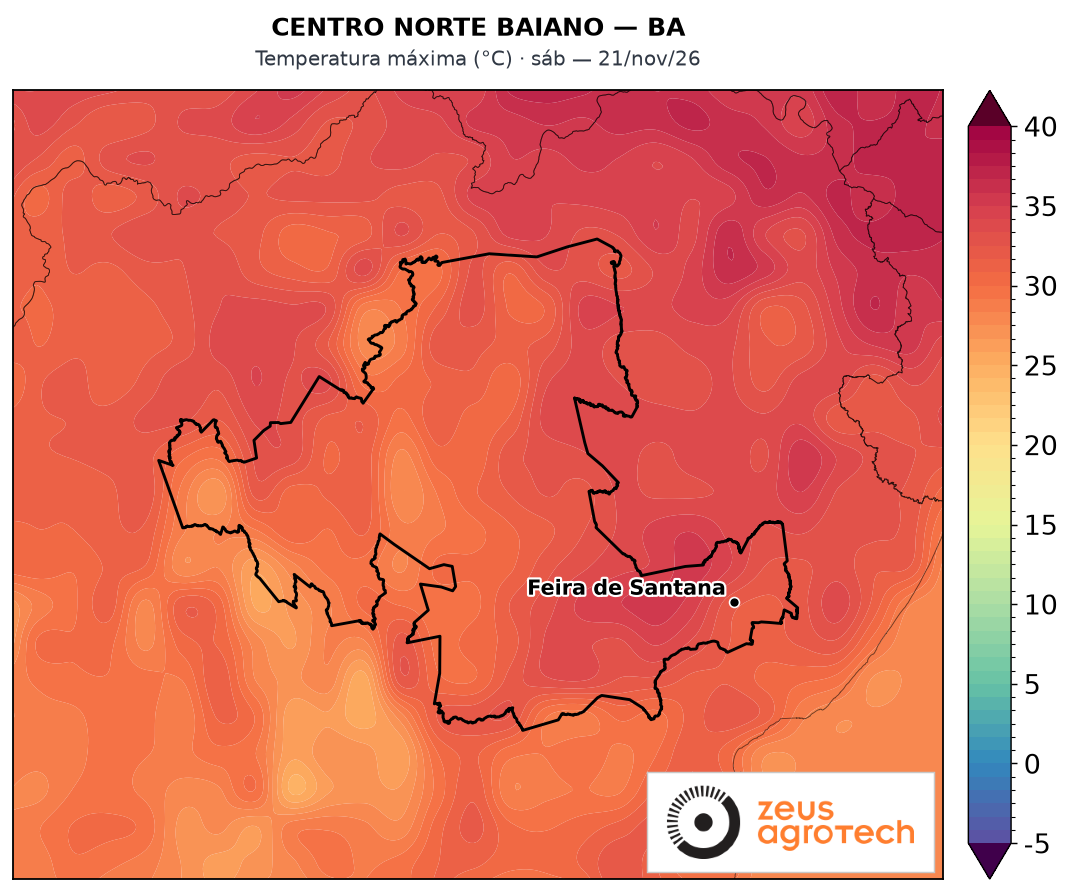 CENTRO NORTE BAIANO — BA
Temperatura máxima (°C) · sáb — 21/nov/26
40
35
30
25
20
15
10
5
0
-5
Feira de Santana
zeus
agrotech